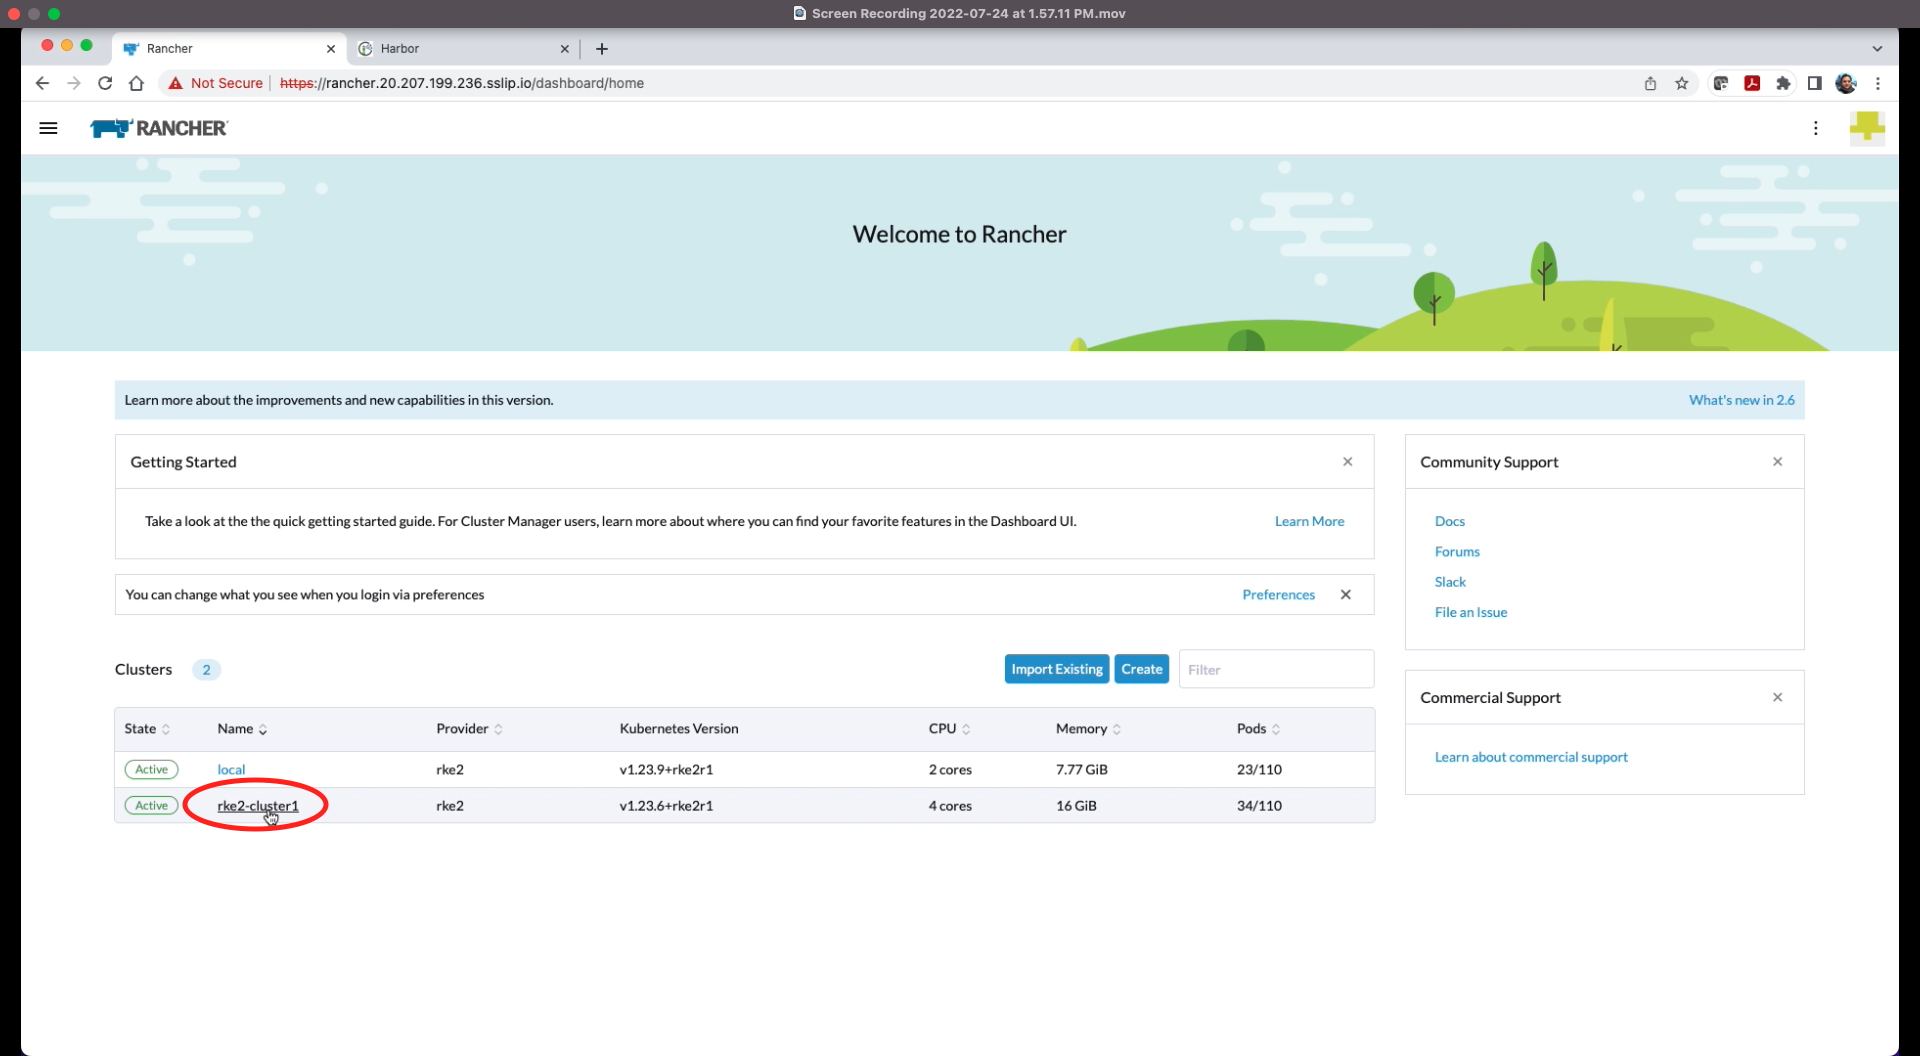 Screen Recording 2022-07-24 at 1.57.11 PM.mov
Rancher
Harbor
Not Secure https://rancher.20.207.199.236.sslip.io/dashboard/home
RANCHER
Welcome to Rancher
Learn more about the improvements and new capabilities in this version. What's new in 2.6
Getting Started
Take a look at the the quick getting started guide. For Cluster Manager users, learn more about where you can find your favorite features in the Dashboard UI. Learn More
You can change what you see when you login via preferences Preferences
Community Support
Docs
Forums
Slack
File an Issue
Commercial Support
Learn about commercial support
Clusters 2 Import Existing Create Filter
State Name Provider Kubernetes Version CPU Memory Pods
Active local rke2 v1.23.9+rke2r1 2 cores 7.77 GiB 23/110
Active rke2-cluster1 rke2 v1.23.6+rke2r1 4 cores 16 GiB 34/110